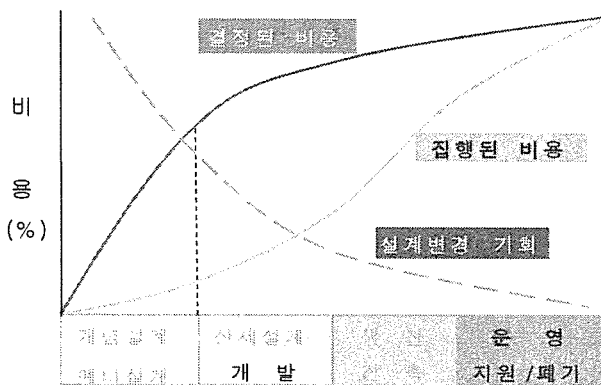 결정된 비용
비
용
(%)
집행된 비용
설계변경 기회
개념설계
예비설계
상세설계
개 발
운 영
지원/폐기